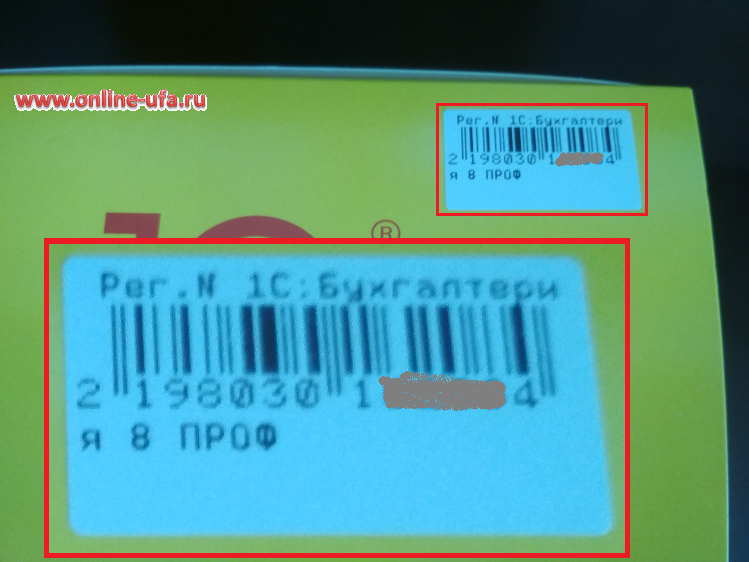 www.online-ufa.ru
Рег.N 1С:Бухгалтери
2 198030 1 4
я 8 ПРОФ
®
Рег.N 1С:Бухгалтери
2 198030 1 4
я 8 ПРОФ